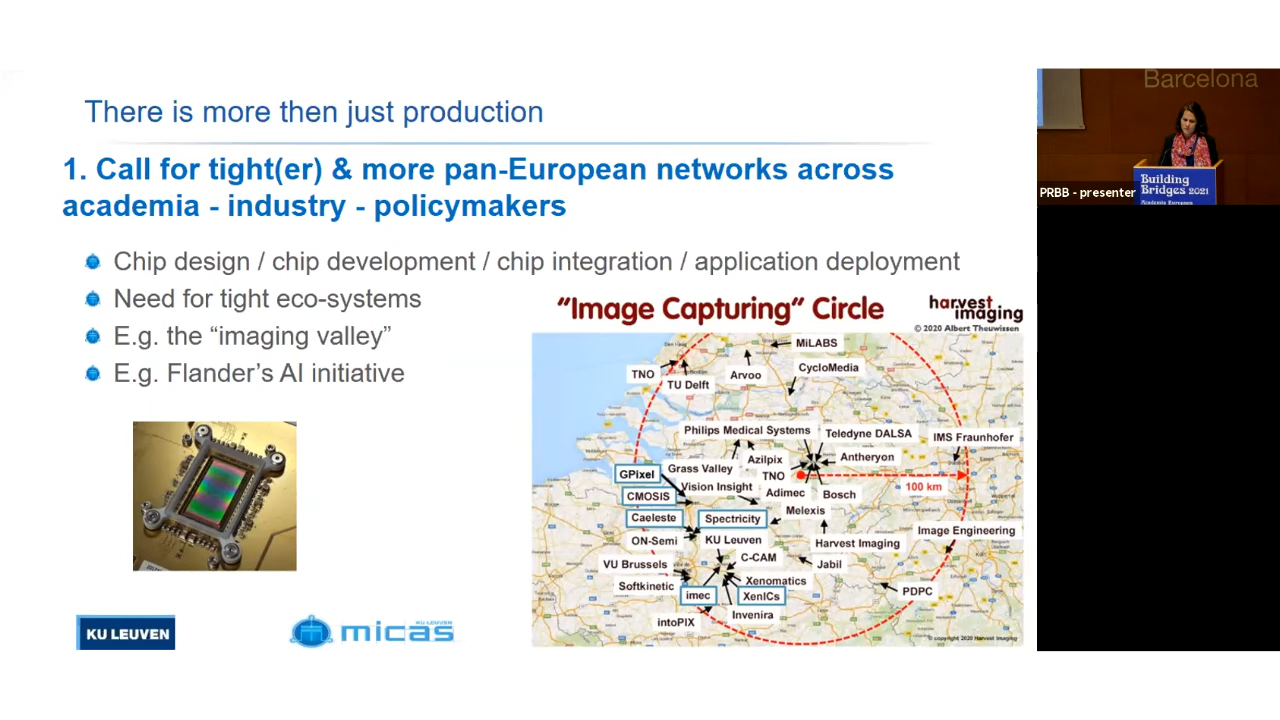 There is more then just production
1. Call for tight(er) & more pan-European networks across
academia - industry - policymakers
Chip design / chip development / chip integration / application deployment
Need for tight eco-systems
E.g. the “imaging valley”
E.g. Flander’s AI initiative
KU LEUVEN
KU LEUVEN
micas
”Image Capturing” Circle
harvest
imaging
© 2020 Albert Theuwissen
MiLABS
TNO
TU Delft
Arvoo
CycloMedia
Philips Medical Systems
Teledyne DALSA
IMS Fraunhofer
Azilpix
Antheryon
GPixel
Grass Valley
TNO
Vision Insight
Adimec
Bosch
100 km
CMOSIS
Caeleste
Spectricity
Melexis
Image Engineering
ON-Semi
KU Leuven
Harvest Imaging
C-CAM
VU Brussels
Jabil
Softkinetic
Xenomatics
imec
XenICs
PDPC
Invenira
intoPIX
© copyright 2020 Harvest Imaging
Barcelona
PRBB - presenter
Building
Bridges 2021
Academia Europaea